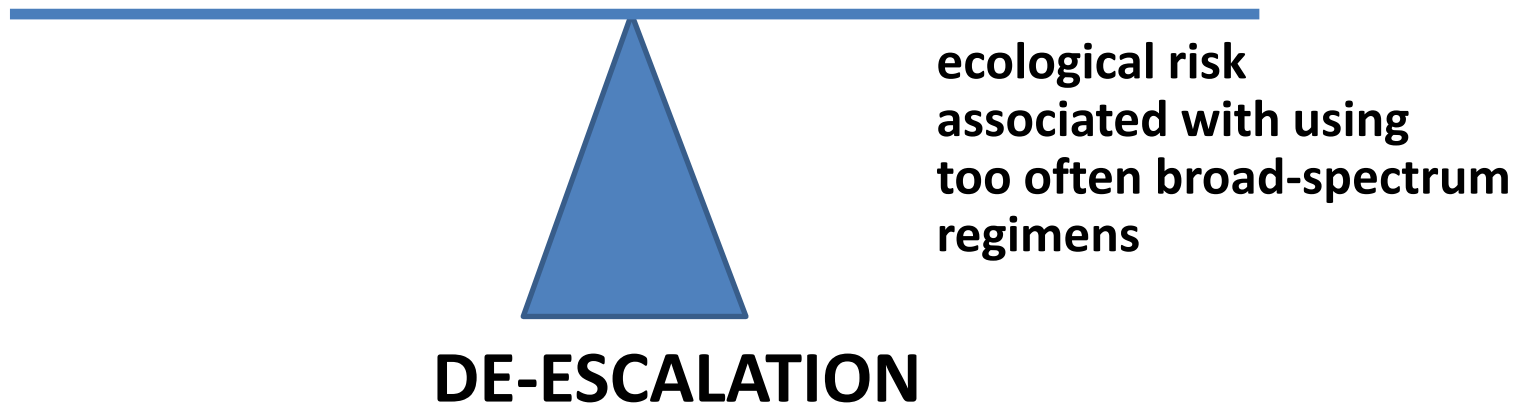 ecological risk
associated with using
too often broad-spectrum
regimens
DE-ESCALATION